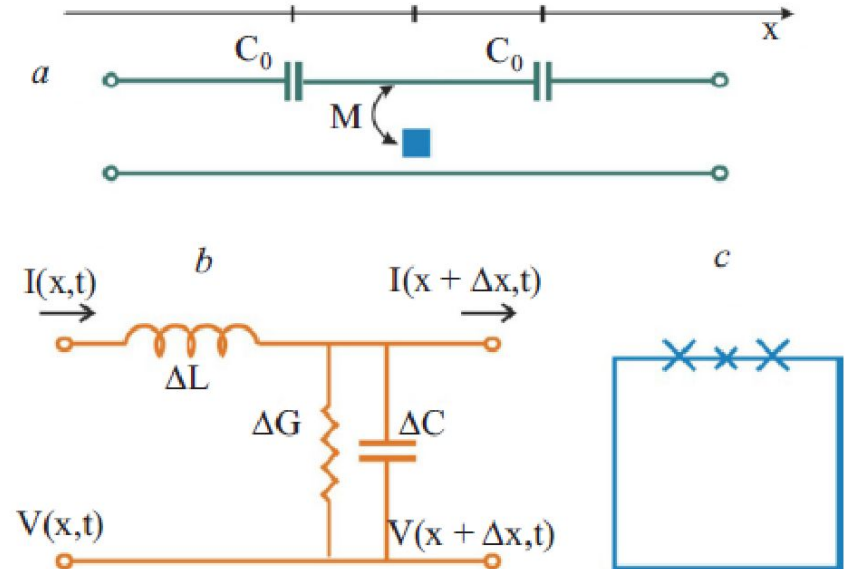 x
a
C₀
C₀
M
b
c
I(x,t)
I(x + Δx,t)
ΔL
ΔG
ΔC
V(x,t)
V(x + Δx,t)